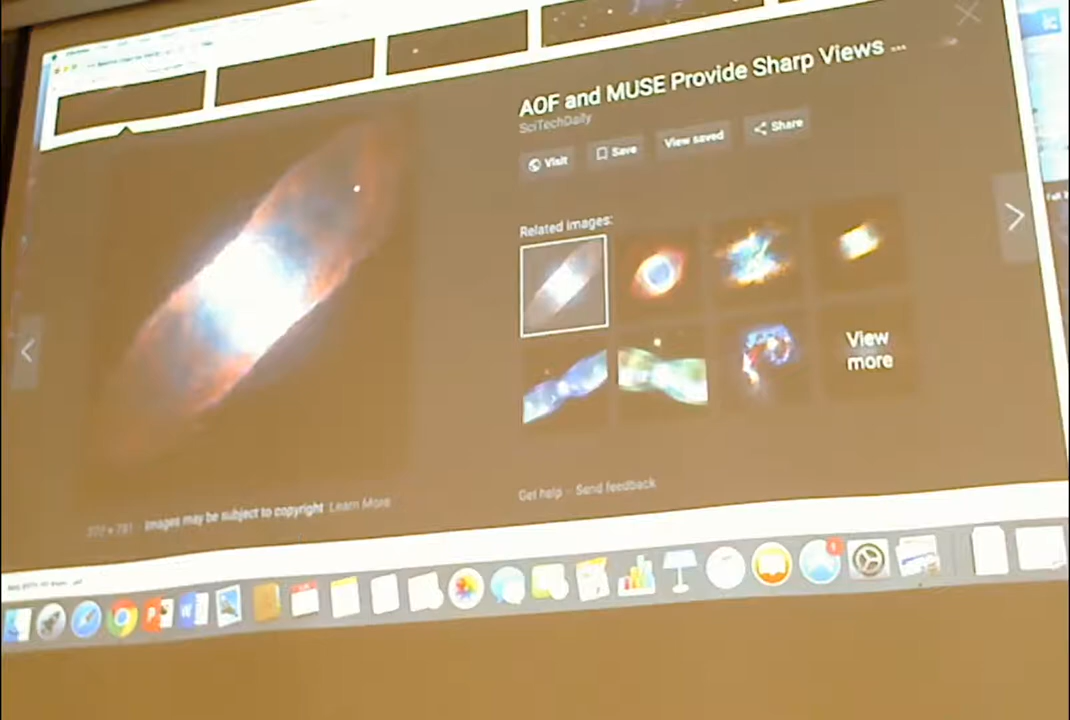 AOF and MUSE Provide Sharp Views ...
SciTechDaily
Visit Save View saved Share
Related images:
View
more
Images may be subject to copyright Learn More
Get help - Send feedback